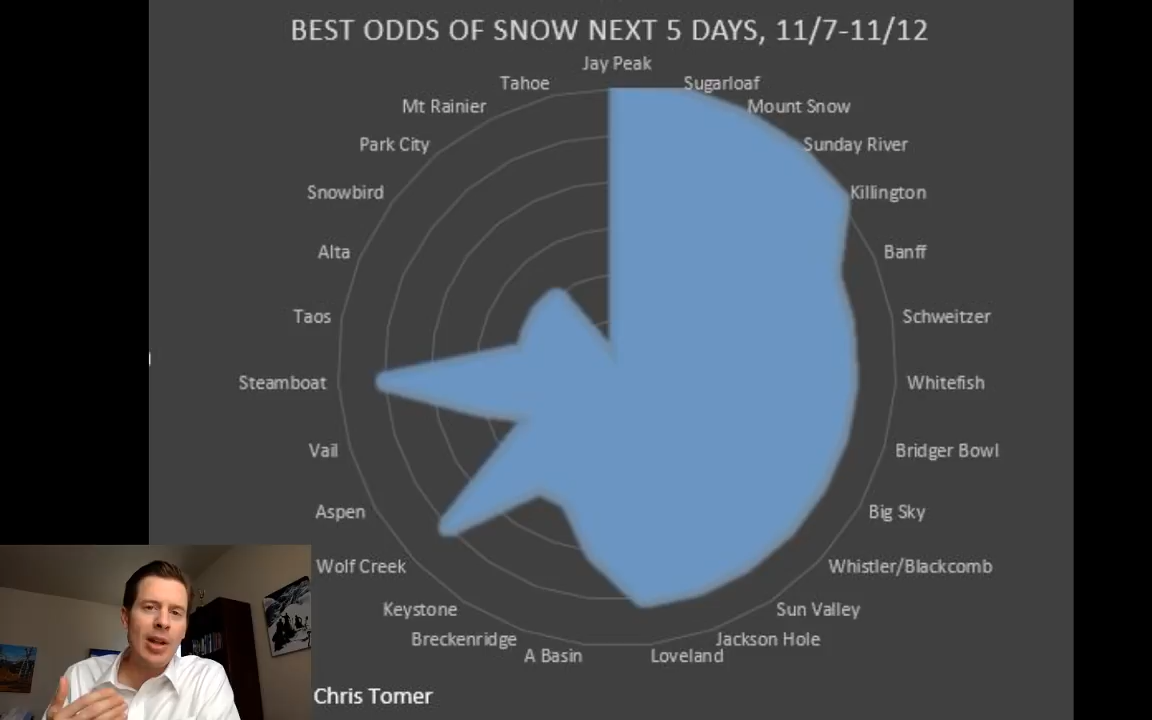 BEST ODDS OF SNOW NEXT 5 DAYS, 11/7-11/12
Jay Peak
Sugarloaf
Mount Snow
Sunday River
Killington
Banff
Schweitzer
Whitefish
Bridger Bowl
Big Sky
Whistler/Blackcomb
Sun Valley
Jackson Hole
Loveland
A Basin
Breckenridge
Keystone
Wolf Creek
Aspen
Vail
Steamboat
Taos
Alta
Snowbird
Park City
Mt Rainier
Tahoe
Chris Tomer